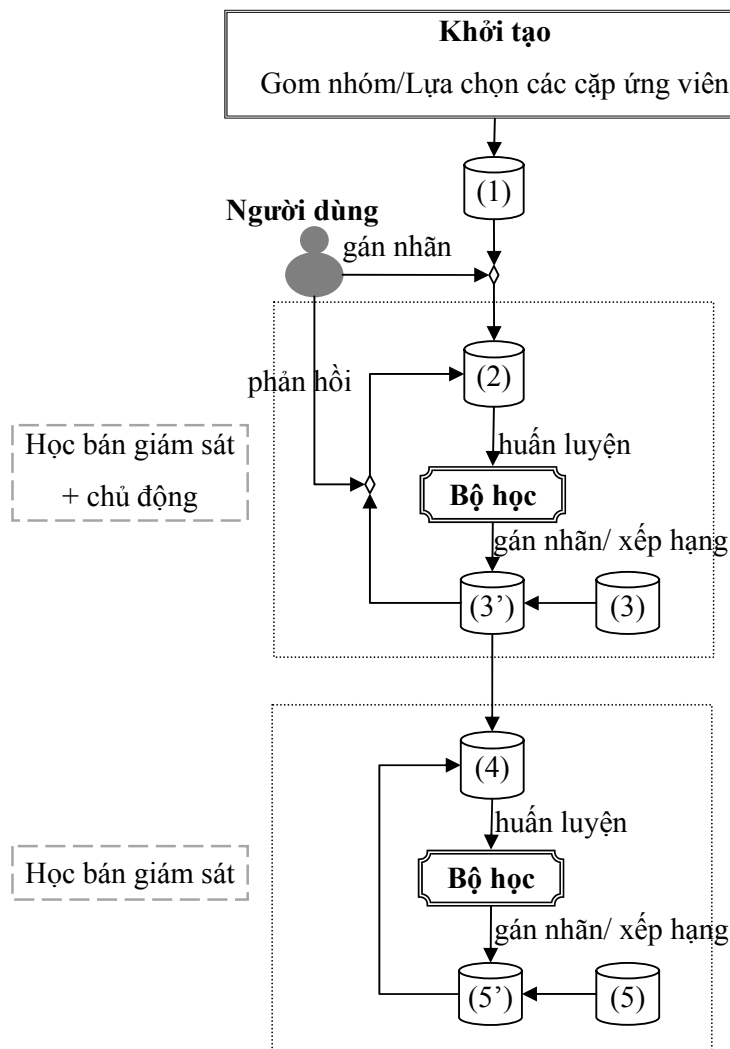 Khởi tạo
Gom nhóm/Lựa chọn các cặp ứng viên
(1)
Người dùng
gán nhãn
(2)
phản hồi
huấn luyện
Học bán giám sát
+ chủ động
Bộ học
gán nhãn/ xếp hạng
(3’)
(3)
(4)
huấn luyện
Học bán giám sát
Bộ học
gán nhãn/ xếp hạng
(5’)
(5)